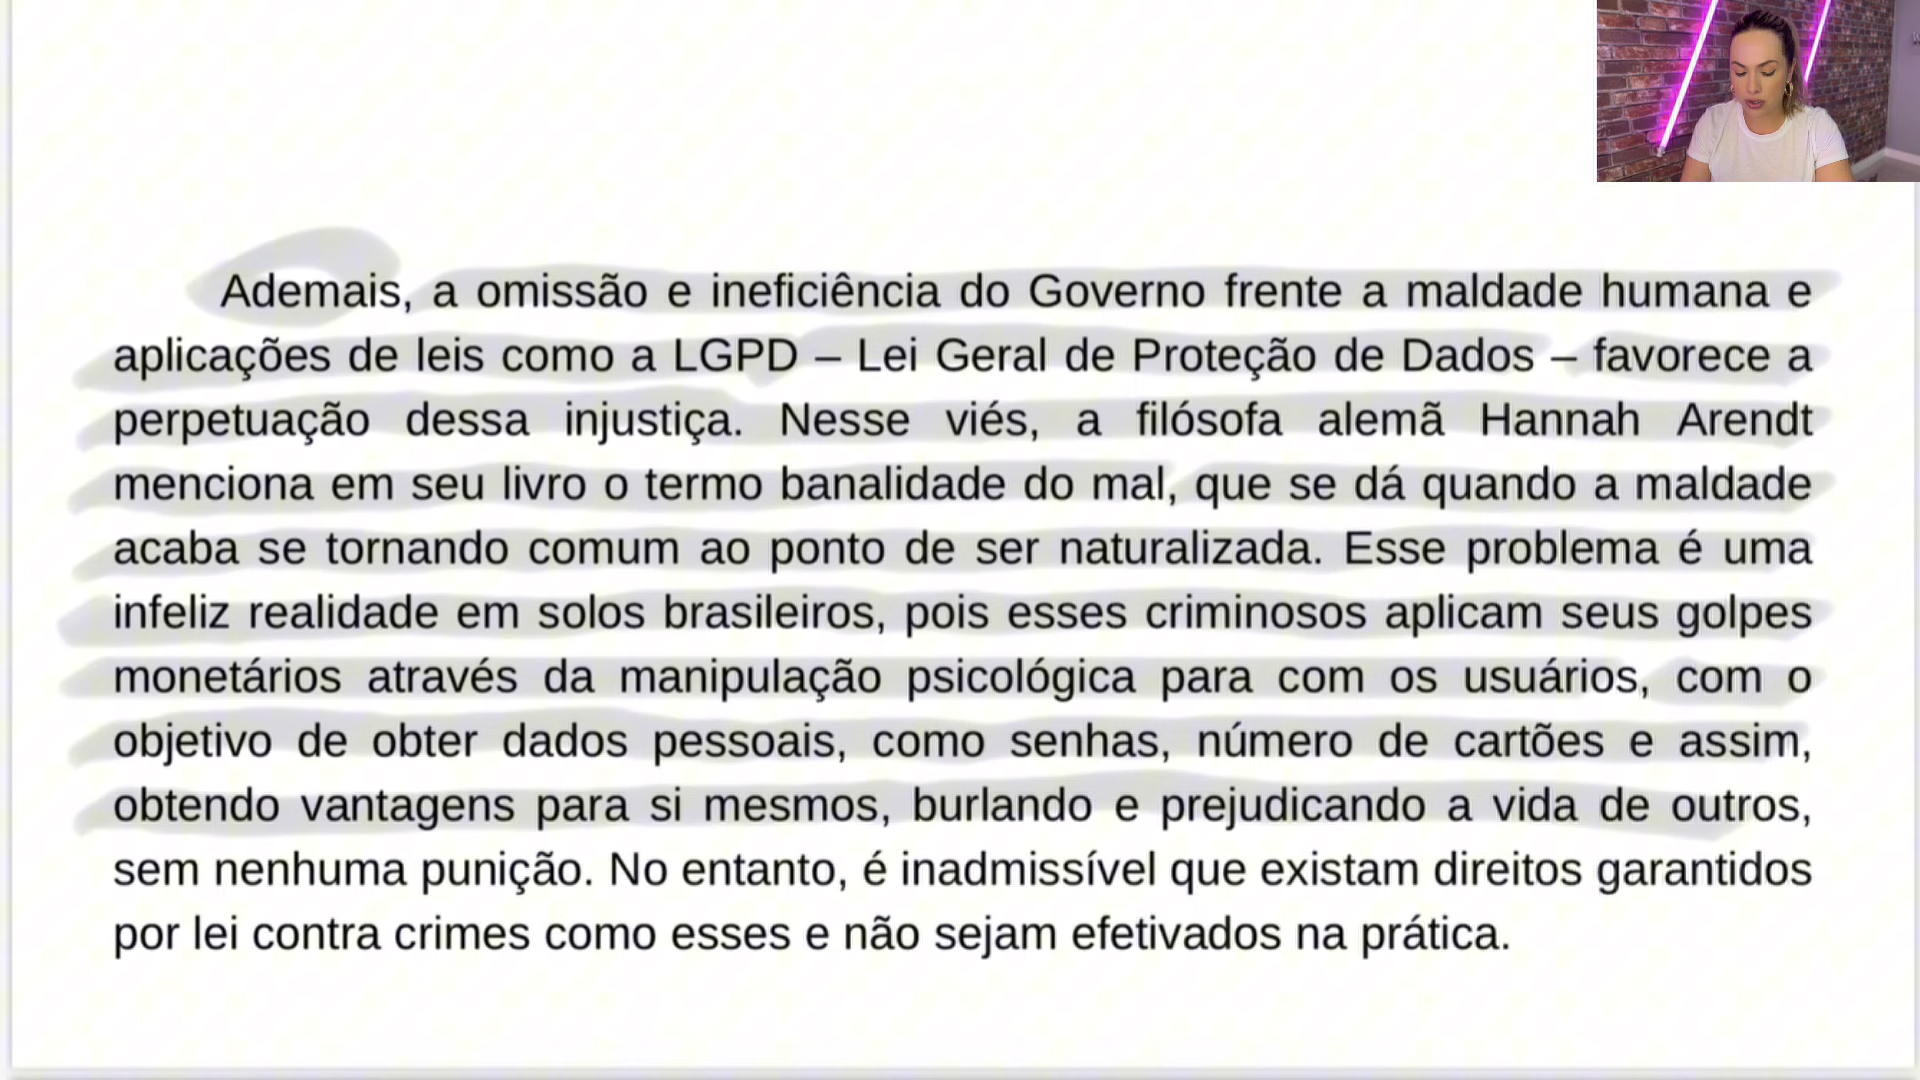 Ademais, a omissão e ineficiência do Governo frente a maldade humana e
aplicações de leis como a LGPD – Lei Geral de Proteção de Dados – favorece a
perpetuação dessa injustiça. Nesse viés, a filósofa alemã Hannah Arendt
menciona em seu livro o termo banalidade do mal, que se dá quando a maldade
acaba se tornando comum ao ponto de ser naturalizada. Esse problema é uma
infeliz realidade em solos brasileiros, pois esses criminosos aplicam seus golpes
monetários através da manipulação psicológica para com os usuários, com o
objetivo de obter dados pessoais, como senhas, número de cartões e assim,
obtendo vantagens para si mesmos, burlando e prejudicando a vida de outros,
sem nenhuma punição. No entanto, é inadmissível que existam direitos garantidos
por lei contra crimes como esses e não sejam efetivados na prática.